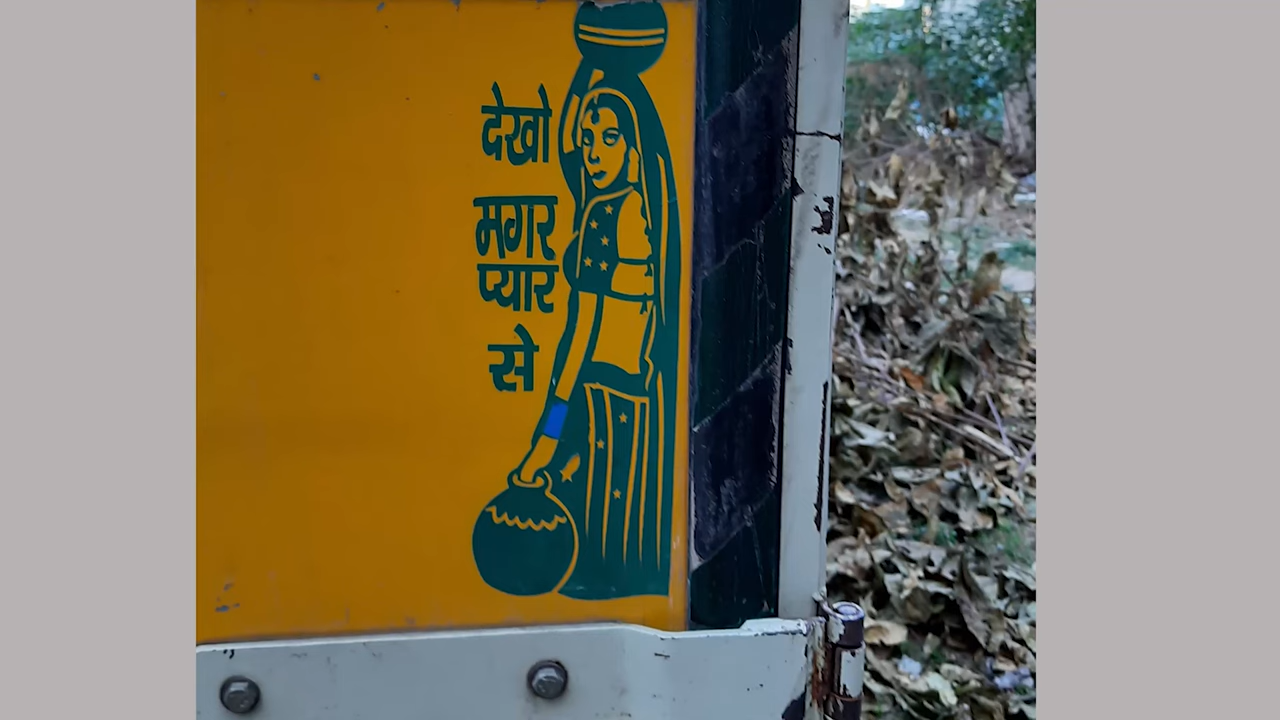 देखो
मगर
प्यार
से